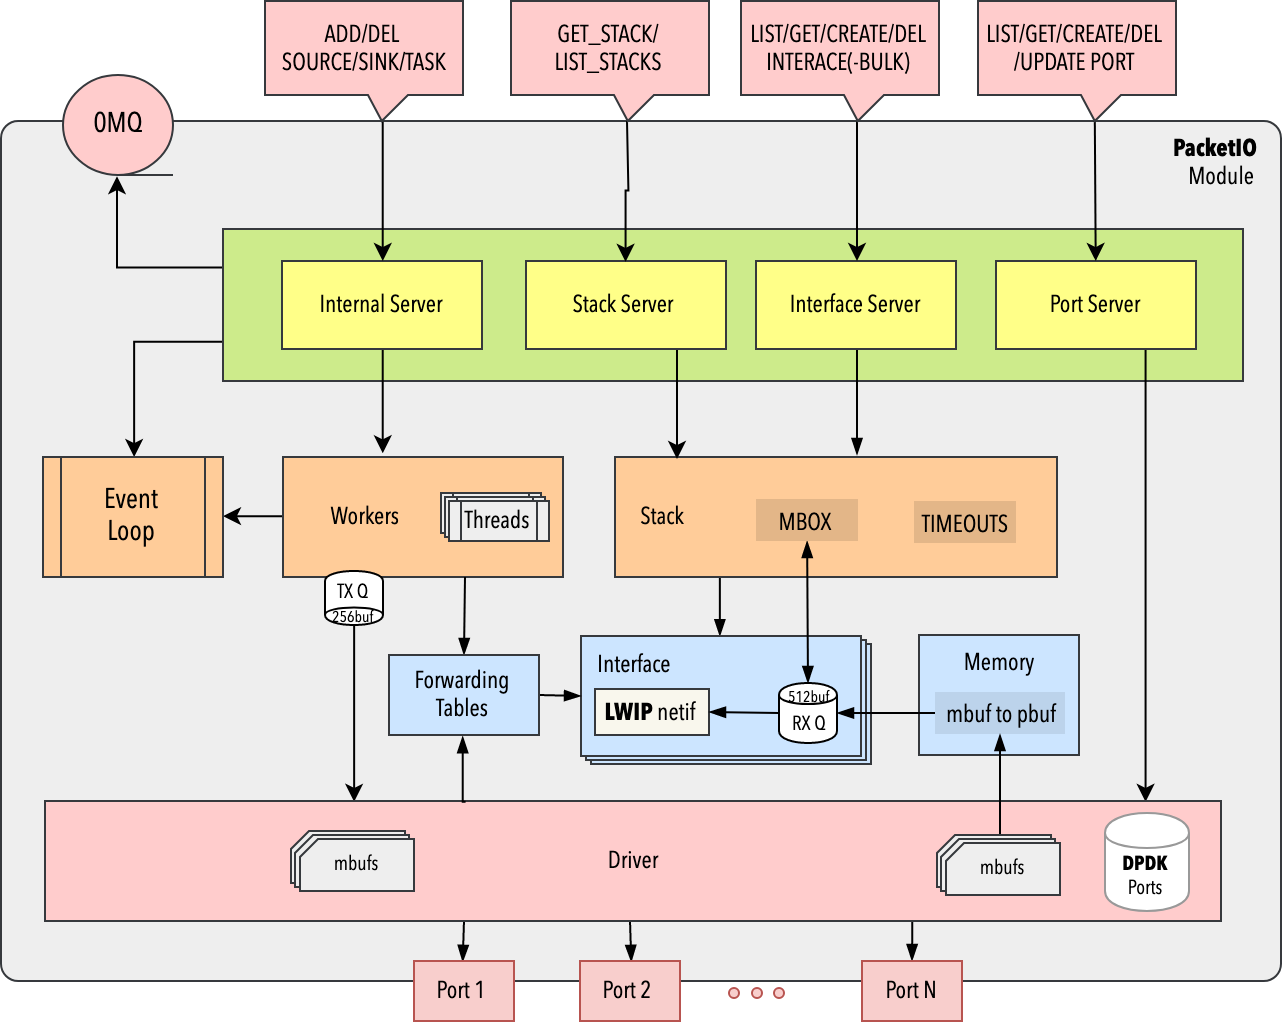 ADD/DEL
SOURCE/SINK/TASK
GET_STACK/
LIST_STACKS
LIST/GET/CREATE/DEL
INTERACE(-BULK)
LIST/GET/CREATE/DEL
/UPDATE PORT
0MQ
PacketIO
Module
Internal Server
Stack Server
Interface Server
Port Server
Event
Loop
Workers
Threads
Stack
MBOX
TIMEOUTS
TX Q
256buf
Forwarding
Tables
Interface
LWIP netif
512buf
RX Q
Memory
mbuf to pbuf
mbufs
Driver
mbufs
DPDK
Ports
Port 1
Port 2
Port N